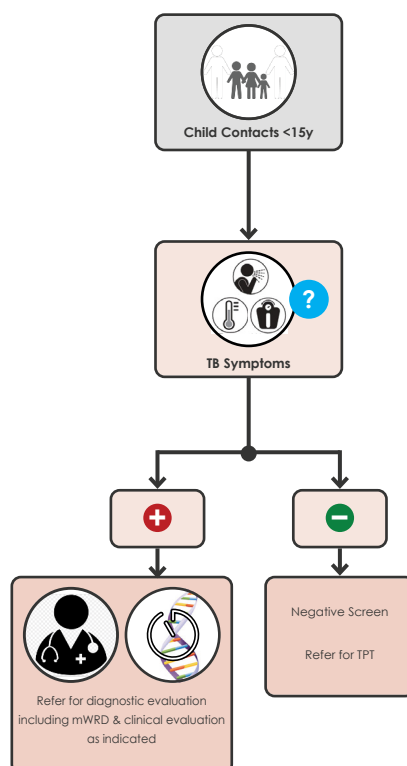 Child Contacts <15y
?
TB Symptoms
+
−
Refer for diagnostic evaluation
including mWRD & clinical evaluation
as indicated
Negative Screen
Refer for TPT